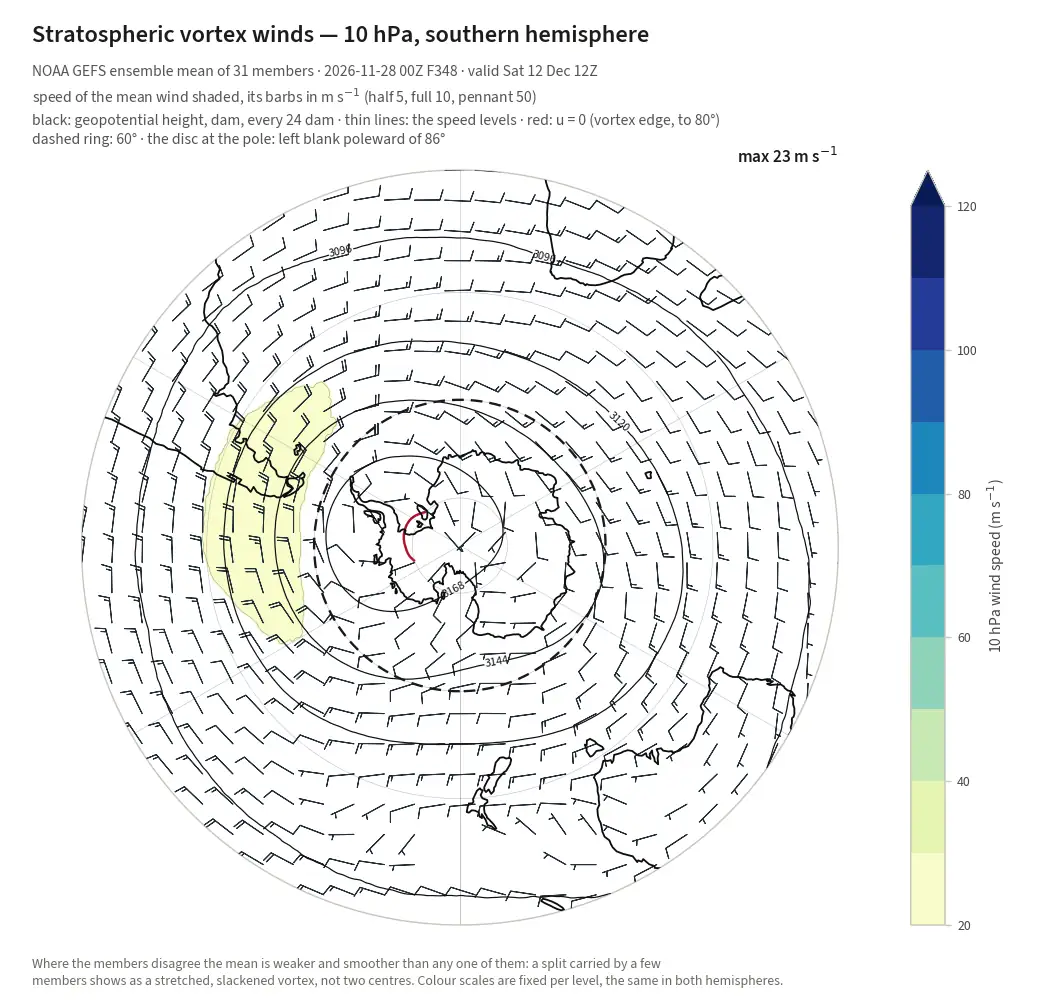 Stratospheric vortex winds — 10 hPa, southern hemisphere
NOAA GEFS ensemble mean of 31 members · 2026-11-28 00Z F348 · valid Sat 12 Dec 12Z
speed of the mean wind shaded, its barbs in m s⁻¹ (half 5, full 10, pennant 50)
black: geopotential height, dam, every 24 dam · thin lines: the speed levels · red: u = 0 (vortex edge, to 80°)
dashed ring: 60° · the disc at the pole: left blank poleward of 86°
max 23 m s⁻¹
3096
3096
3120
3168
3144
120
100
80
60
40
20
10 hPa wind speed (m s⁻¹)
Where the members disagree the mean is weaker and smoother than any one of them: a split carried by a few
members shows as a stretched, slackened vortex, not two centres. Colour scales are fixed per level, the same in both hemispheres.